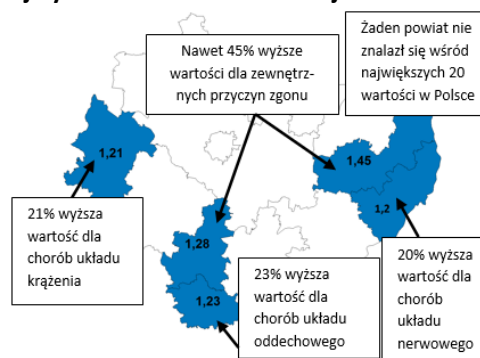 Nawet 45% wyższe
wartości dla zewnętrz-
nych przyczyn zgonu
Żaden powiat nie
znalazł się wśród
największych 20
wartości w Polsce
1,21
1,45
1,2
1,28
1,23
21% wyższa
wartość dla
chorób układu
krążenia
23% wyższa
wartość dla
chorób układu
oddechowego
20% wyższa
wartość dla
chorób
układu
nerwowego